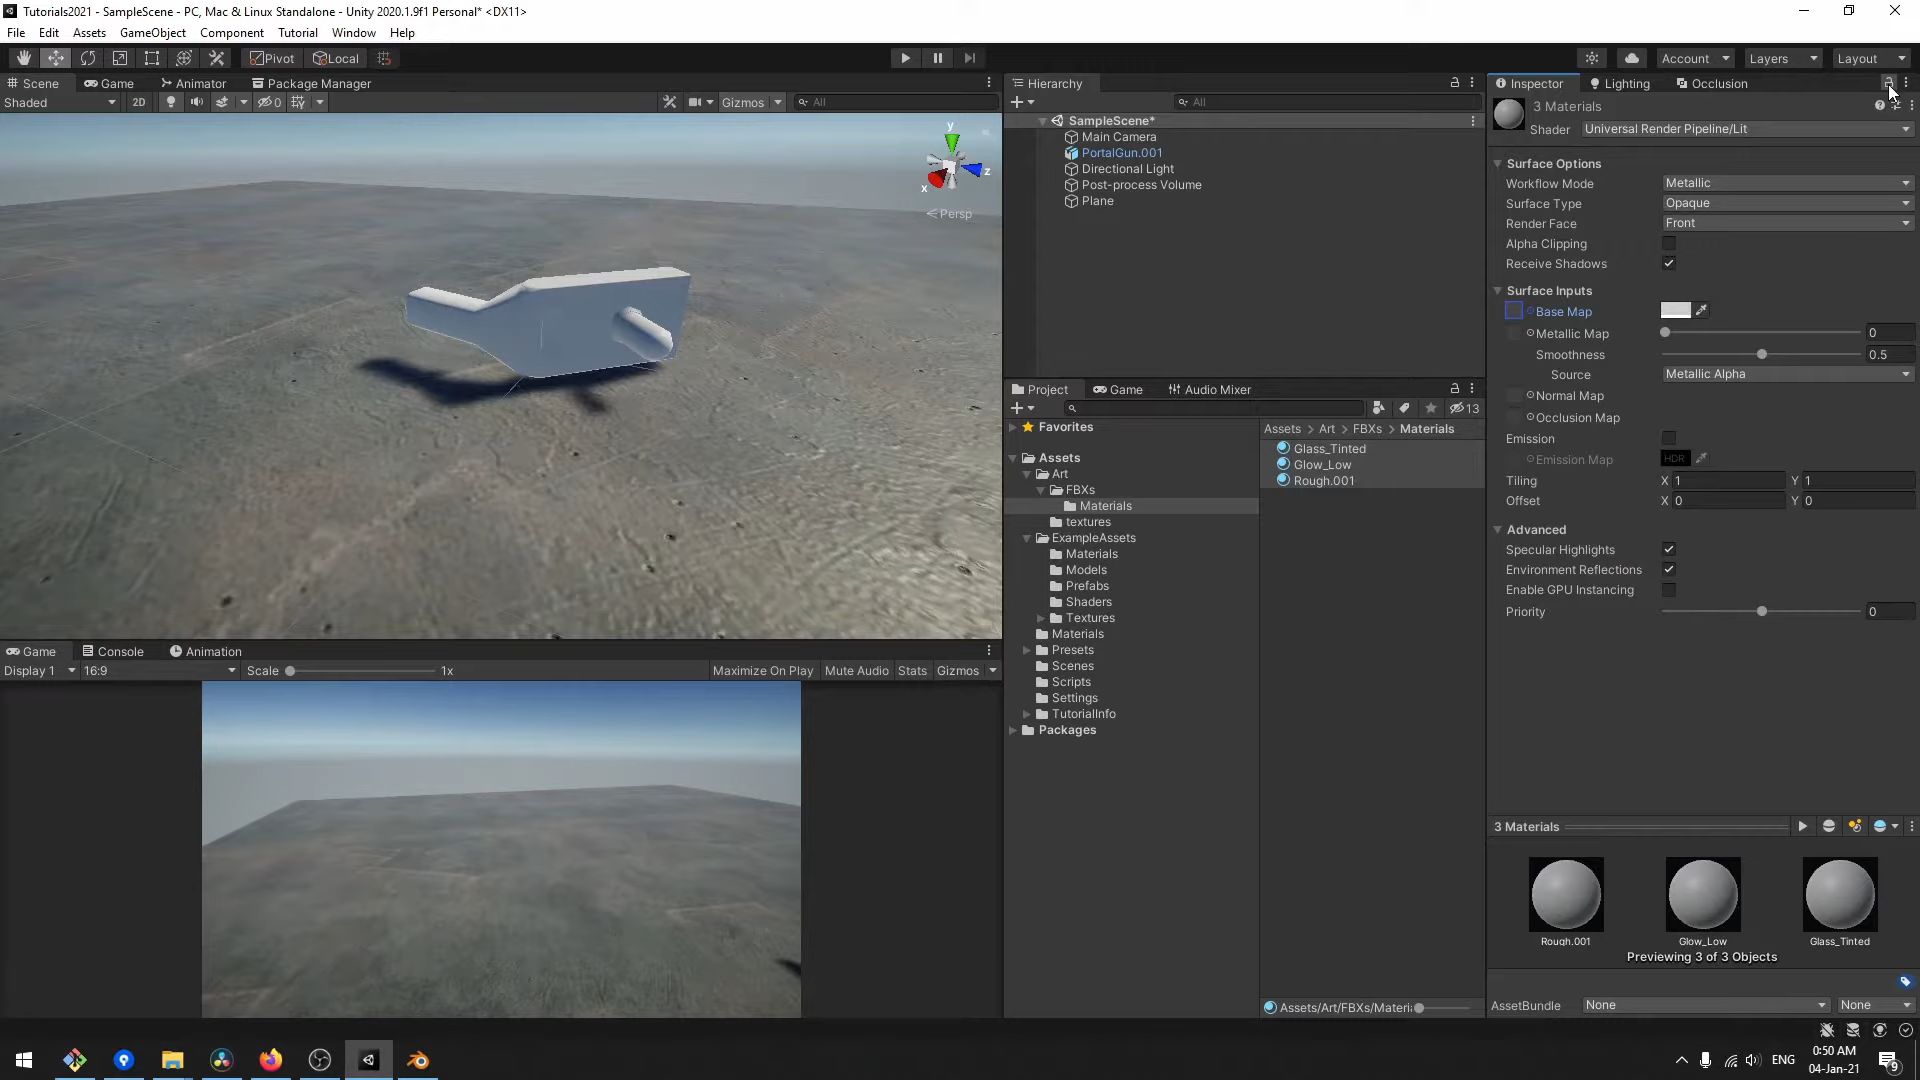 Tutorials2021 - SampleScene - PC, Mac & Linux Standalone - Unity 2020.1.9f1 Personal* <DX11>
File Edit Assets GameObject Component Tutorial Window Help
Pivot Local Account Layers Layout
Scene Game Animator Package Manager
Shaded 2D 0 Gizmos All
y
x
z
Persp
Game Console Animation
Display 1 16:9 Scale 1x Maximize On Play Mute Audio Stats Gizmos
Hierarchy
All
SampleScene*
Main Camera
PortalGun.001
Directional Light
Post-process Volume
Plane
Project Game Audio Mixer
13
Favorites
Assets
Art
FBXs
Materials
textures
ExampleAssets
Materials
Models
Prefabs
Shaders
Textures
Materials
Presets
Scenes
Scripts
Settings
TutorialInfo
Packages
Assets > Art > FBXs > Materials
Glass_Tinted
Glow_Low
Rough.001
Assets/Art/FBXs/Materi
Inspector Lighting Occlusion
3 Materials
Shader Universal Render Pipeline/Lit
Surface Options
Workflow Mode Metallic
Surface Type Opaque
Render Face Front
Alpha Clipping
Receive Shadows
Surface Inputs
Base Map
Metallic Map 0
Smoothness 0.5
Source Metallic Alpha
Normal Map
Occlusion Map
Emission
Emission Map HDR
Tiling X 1 Y 1
Offset X 0 Y 0
Advanced
Specular Highlights
Environment Reflections
Enable GPU Instancing
Priority 0
3 Materials
Rough.001 Glow_Low Glass_Tinted
Previewing 3 of 3 Objects
AssetBundle None None
ENG
0:50 AM
04-Jan-21
9